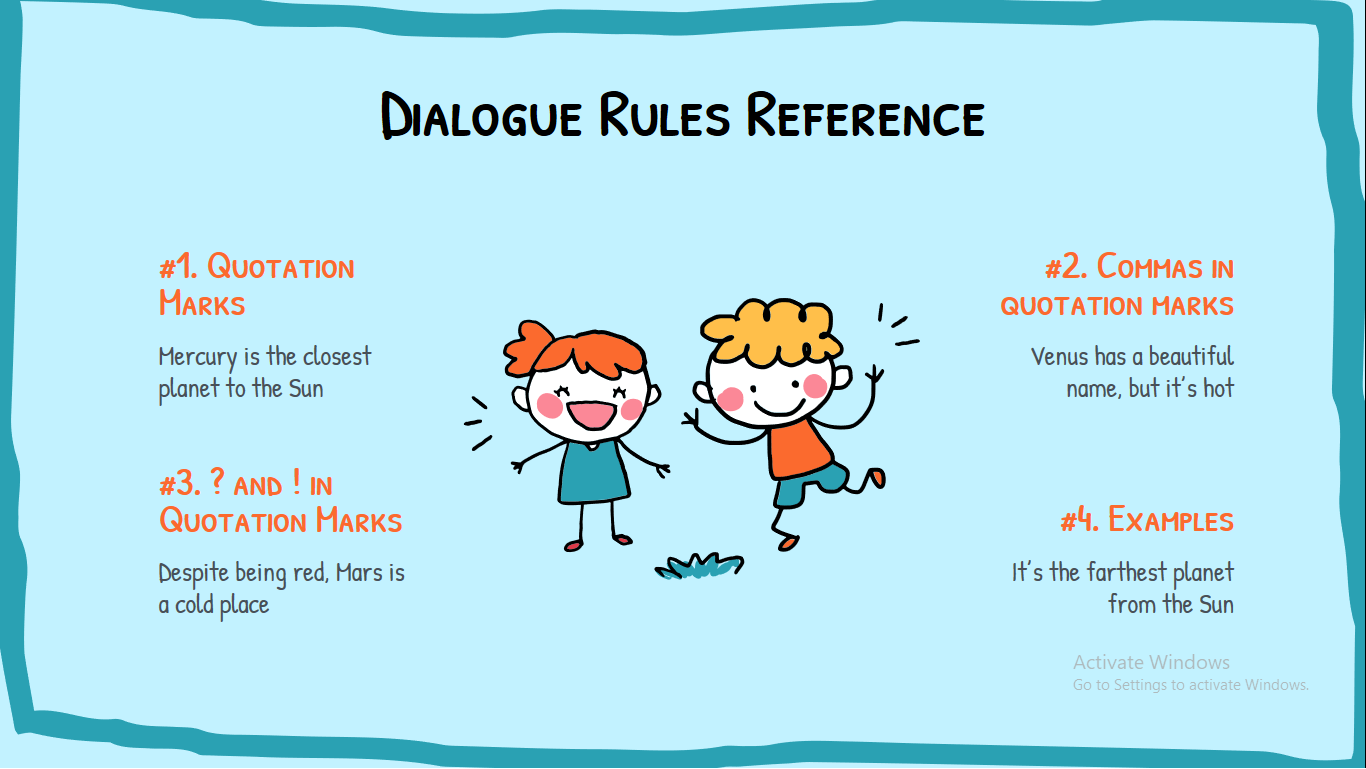 Dialogue Rules Reference
#1. Quotation
Marks
Mercury is the closest
planet to the Sun
#2. Commas in
quotation marks
Venus has a beautiful
name, but it's hot
#3. ? and ! in
Quotation Marks
Despite being red, Mars is
a cold place
#4. Examples
It's the farthest planet
from the Sun
Activate Windows
Go to Settings to activate Windows.